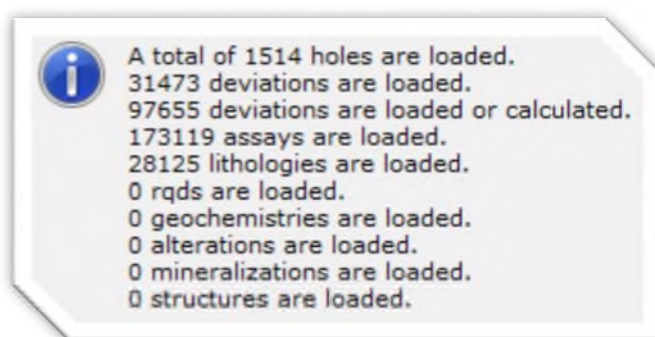 A total of 1514 holes are loaded.
31473 deviations are loaded.
97655 deviations are loaded or calculated.
173119 assays are loaded.
28125 lithologies are loaded.
0 rqds are loaded.
0 geochemistries are loaded.
0 alterations are loaded.
0 mineralizations are loaded.
0 structures are loaded.